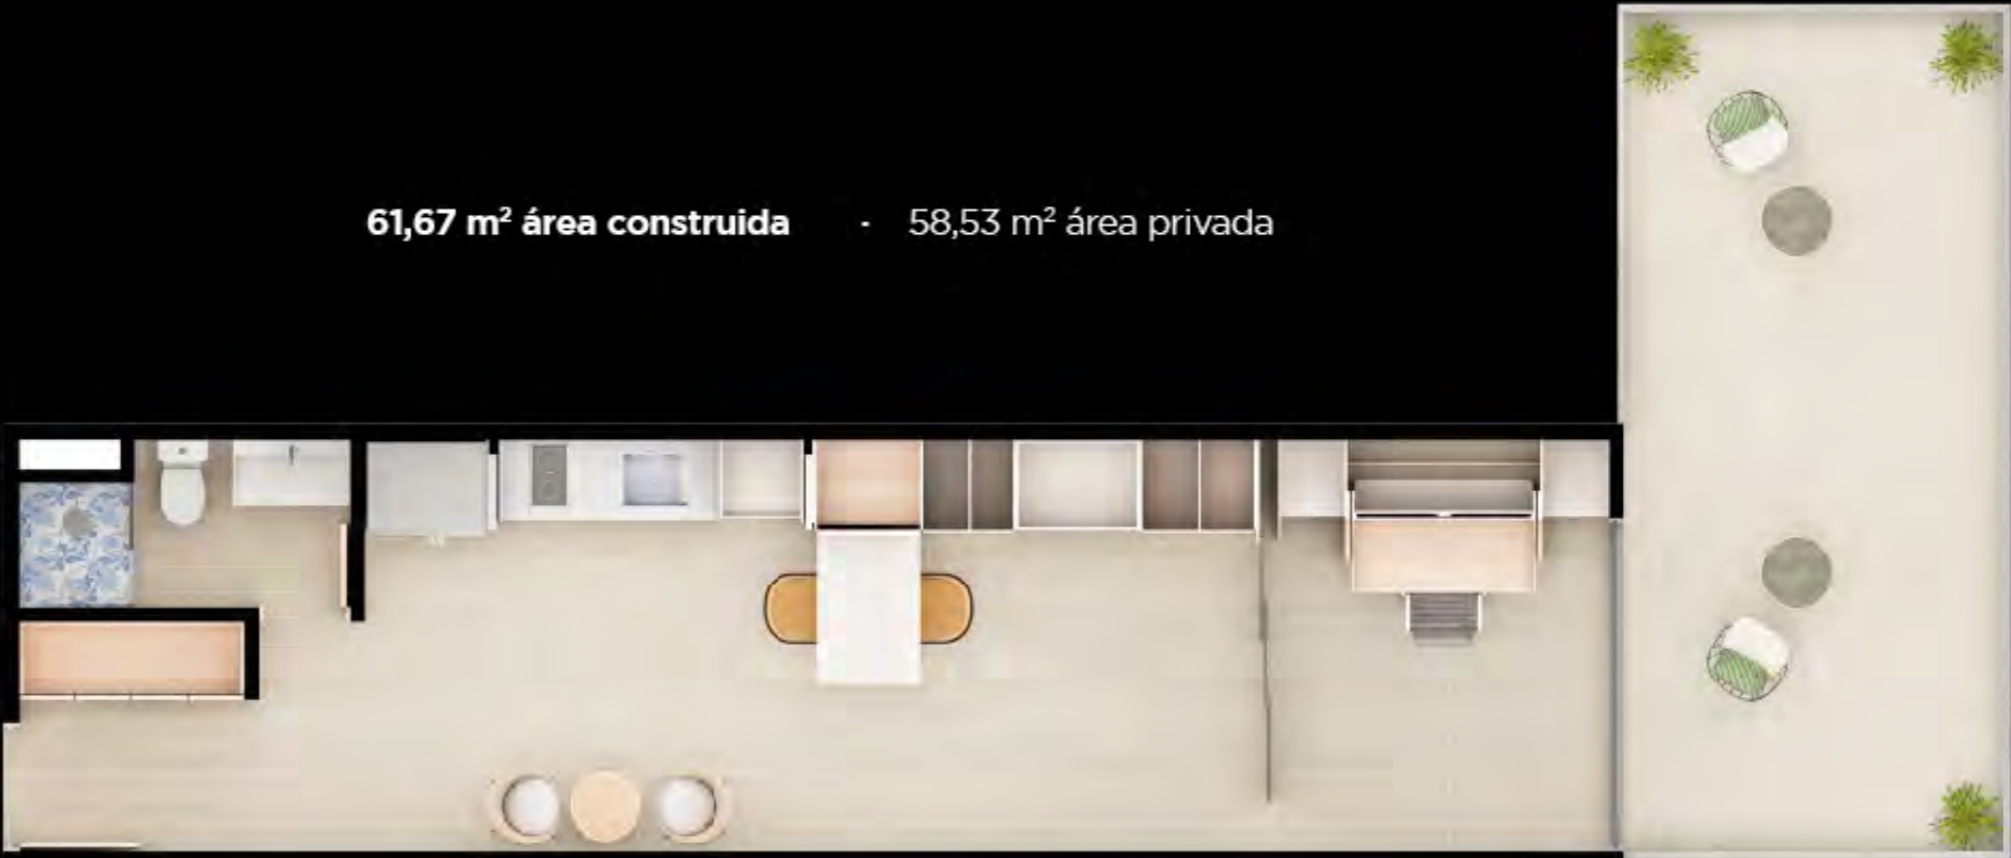 61,67 m² área construida · 58,53 m² área privada